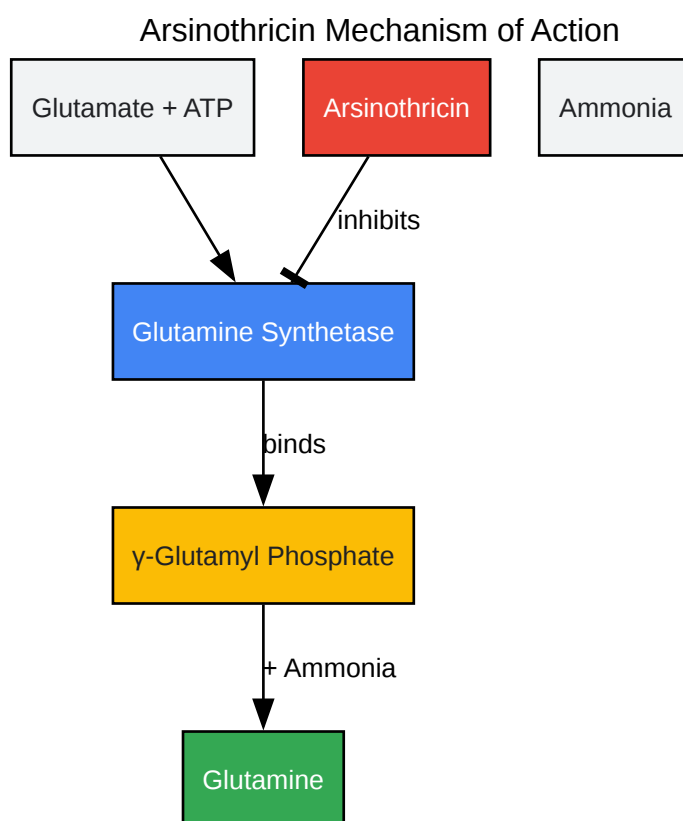 Arsinothricin Mechanism of Action
Glutamate + ATP
Arsinothricin
Ammonia
inhibits
Glutamine Synthetase
binds
γ-Glutamyl Phosphate
+ Ammonia
Glutamine